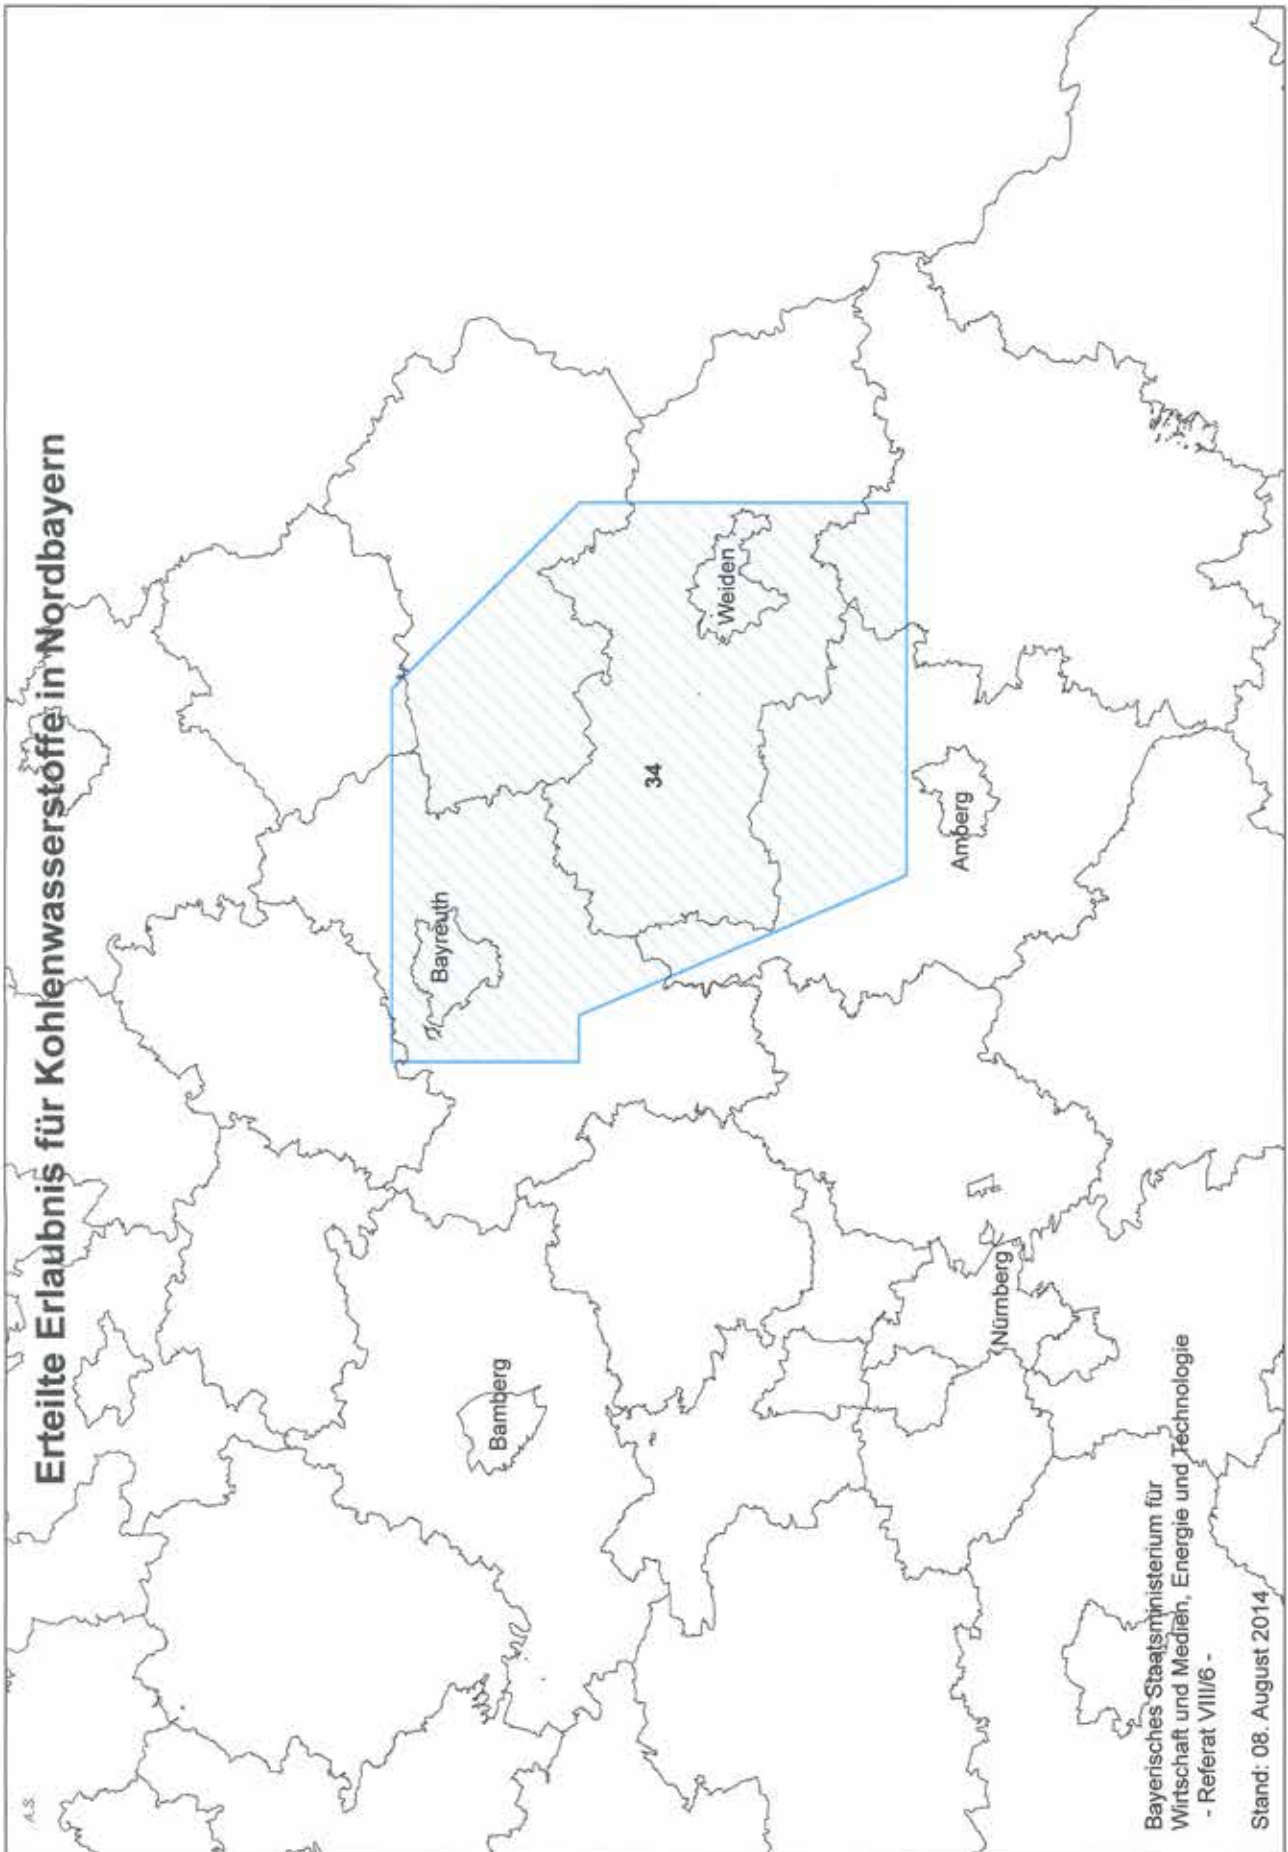 A.S.
Erteilte Erlaubnis für Kohlenwasserstoffe in Nordbayern
Bayreuth
Bamberg
34
Weiden
Amberg
Nürnberg
Bayerisches Staatsministerium für
Wirtschaft und Medien, Energie und Technologie
- Referat VIII/6 -
Stand: 08. August 2014